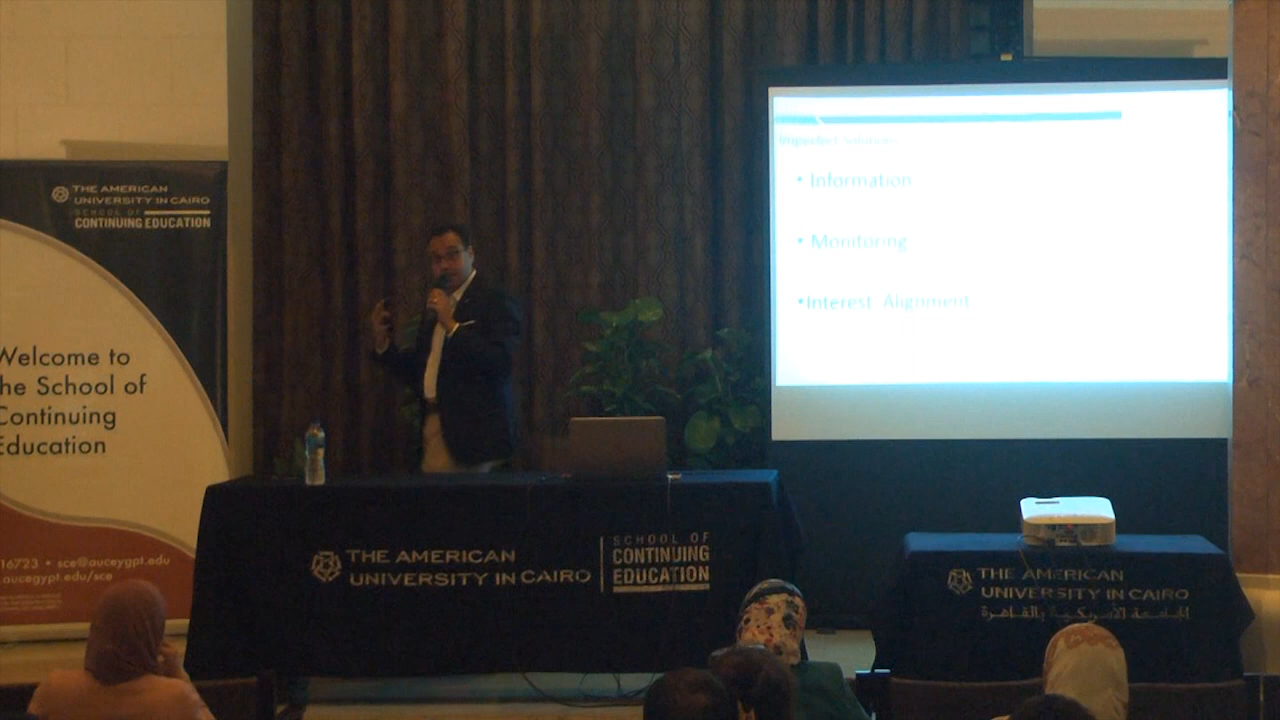 THE AMERICAN
UNIVERSITY IN CAIRO
SCHOOL OF
CONTINUING EDUCATION
Welcome to
the School of
Continuing
Education
16723 • sce@aucegypt.edu
aucegypt.edu/sce
THE AMERICAN
UNIVERSITY IN CAIRO
SCHOOL OF
CONTINUING
EDUCATION
Imperfect Solutions
• Information
• Monitoring
•Interest Alignment
THE AMERICAN
UNIVERSITY IN CAIRO
الجامعة الأمريكية بالقاهرة